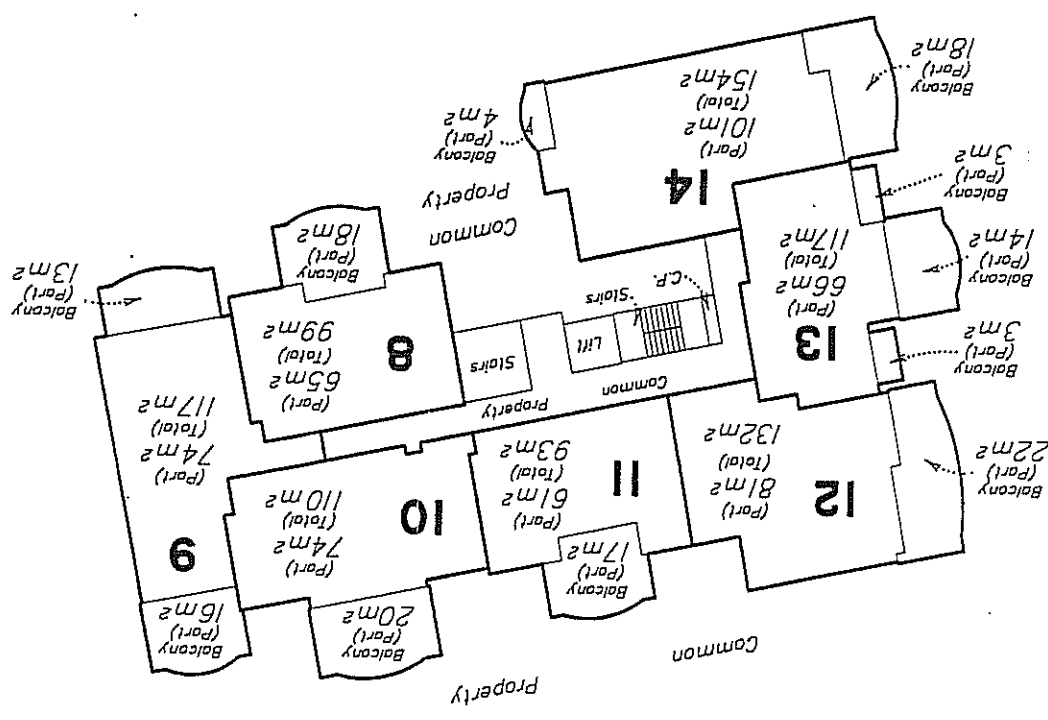 Common
Property
Balcony
(Part)
22m²
12
(Part)
81m²
(Total)
132m²
Balcony
(Part)
17m²
11
(Part)
61m²
(Total)
93m²
Balcony
(Part)
20m²
10
(Part)
74m²
(Total)
110m²
Balcony
(Part)
16m²
9
(Part)
74m²
(Total)
117m²
Balcony
(Part)
3m²
13
(Part)
66m²
(Total)
117m²
Balcony
(Part)
14m²
Balcony
(Part)
3m²
Common
Property
C.P.
Stairs
Lift
Stairs
8
(Part)
65m²
(Total)
99m²
Balcony
(Part)
13m²
Balcony
(Part)
18m²
Common
Property
14
(Part)
101m²
(Total)
154m²
Balcony
(Part)
18m²
Balcony
(Part)
4m²